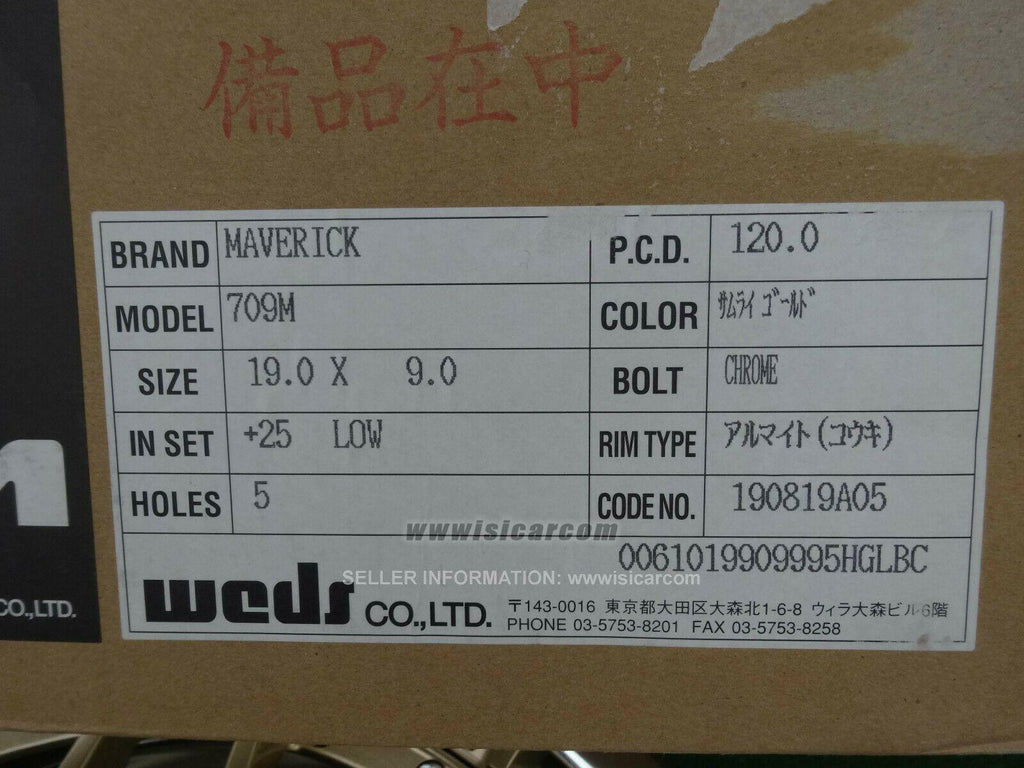 備品在中
BRAND MAVERICK P.C.D. 120.0
MODEL 709M COLOR ｻﾑﾗｲ ｺﾞｰﾙﾄﾞ
SIZE 19.0 X 9.0 BOLT CHROME
IN SET +25 LOW RIM TYPE アルマイト(コウキ)
HOLES 5 CODE NO. 190819A05
wwwisicarcom
0061019909995HGLBC
SELLER INFORMATION: wwwisicarcom
weds CO.,LTD. 〒143-0016 東京都大田区大森北1-6-8 ウィラ大森ビル6階
PHONE 03-5753-8201 FAX 03-5753-8258
CO.,LTD.